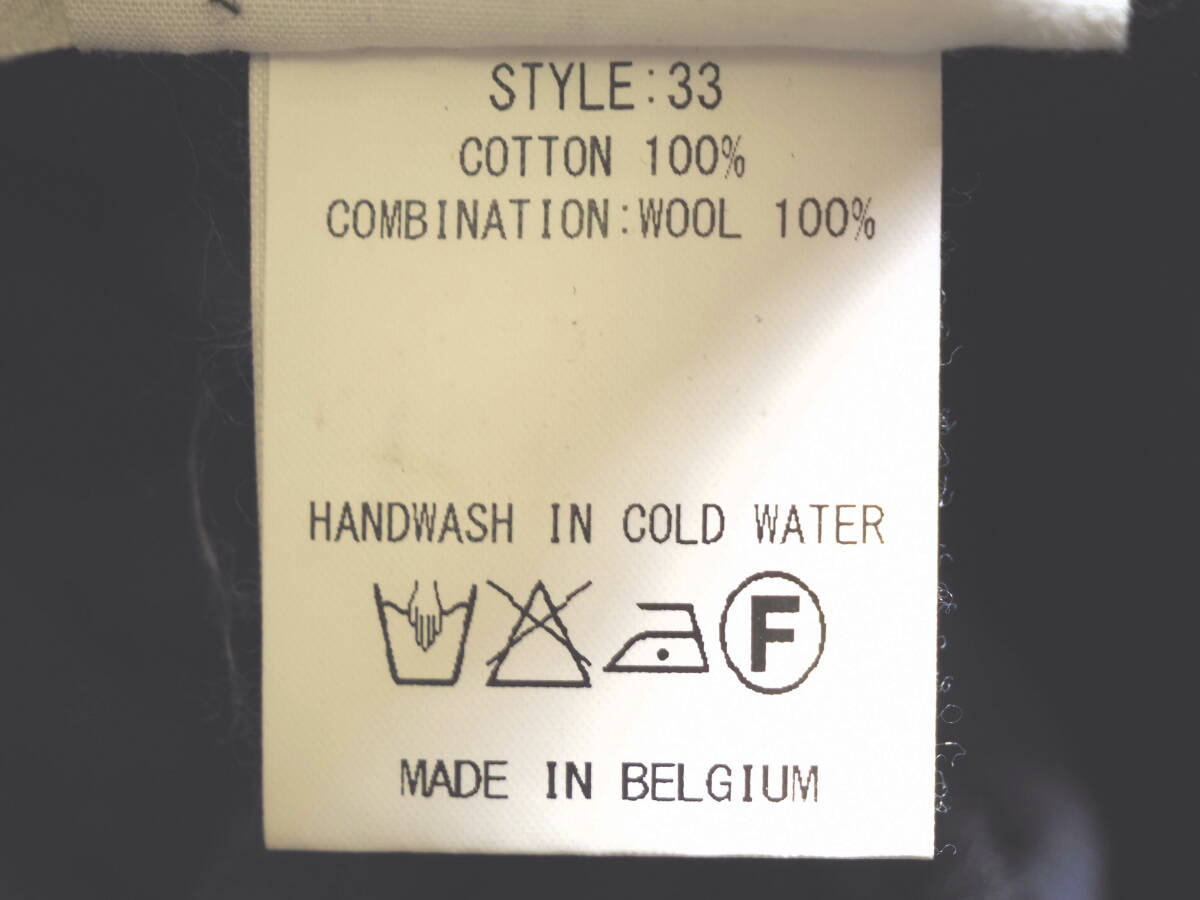 STYLE:33
COTTON 100%
COMBINATION:WOOL 100%
HANDWASH IN COLD WATER
F
MADE IN BELGIUM